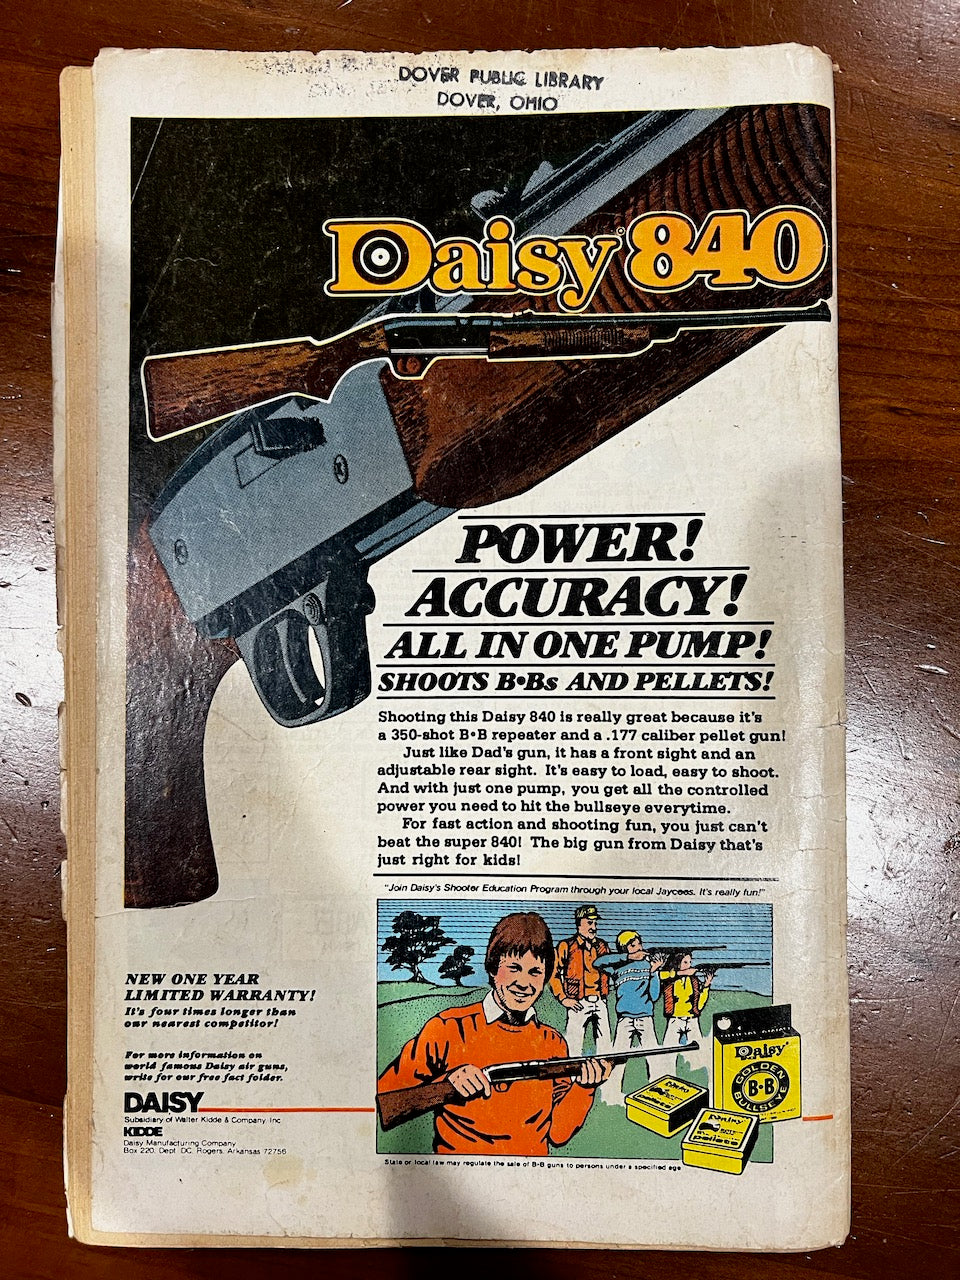 DOVER PUBLIC LIBRARY
DOVER, OHIO
Daisy® 840
POWER!
ACCURACY!
ALL IN ONE PUMP!
SHOOTS B•Bs AND PELLETS!
Shooting this Daisy 840 is really great because it's
a 350-shot B•B repeater and a .177 caliber pellet gun!
Just like Dad's gun, it has a front sight and an
adjustable rear sight. It's easy to load, easy to shoot.
And with just one pump, you get all the controlled
power you need to hit the bullseye everytime.
For fast action and shooting fun, you just can't
beat the super 840! The big gun from Daisy that's
just right for kids!
"Join Daisy's Shooter Education Program through your local Jaycees. It's really fun!"
NEW ONE YEAR
LIMITED WARRANTY!
It's four times longer than
our nearest competitor!
For more information on
world famous Daisy air guns,
write for our free fact folder.
DAISY
Subsidiary of Walter Kidde & Company, Inc.
KIDDE
Daisy Manufacturing Company
Box 220, Dept. DC, Rogers, Arkansas 72756
Daisy
GOLDEN
B•B
BULLSEYE
Daisy
pellets
Daisy
pellets
State or local law may regulate the sale of B-B guns to persons under a specified age